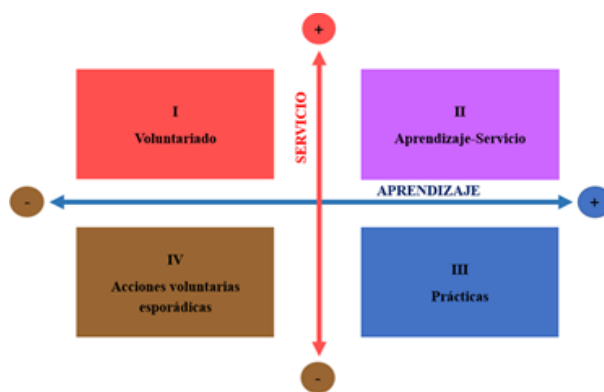 +
I
Voluntariado
SERVICIO
II
Aprendizaje-Servicio
-
APRENDIZAJE
+
IV
Acciones voluntarias
esporádicas
III
Prácticas
-